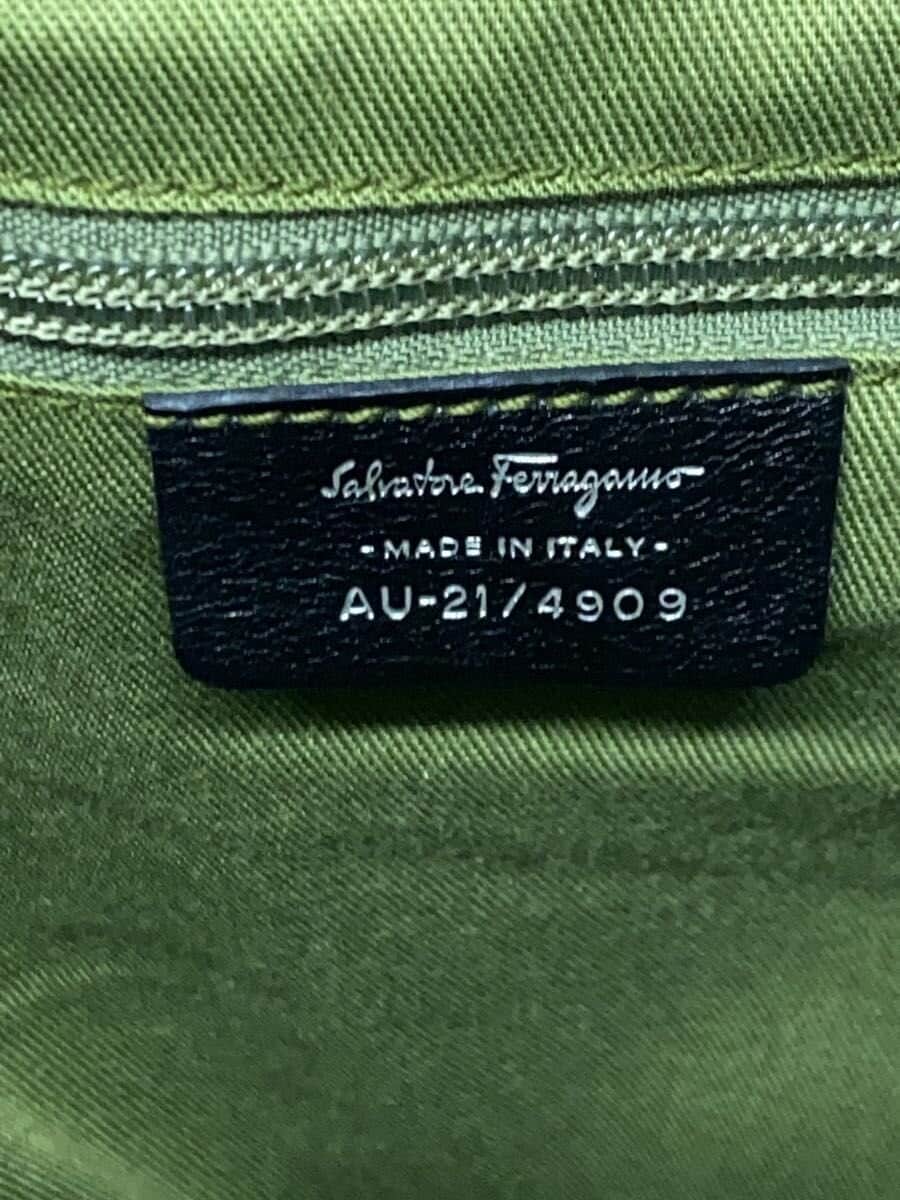 Salvatore Ferragamo
- MADE IN ITALY -
AU-21/4909